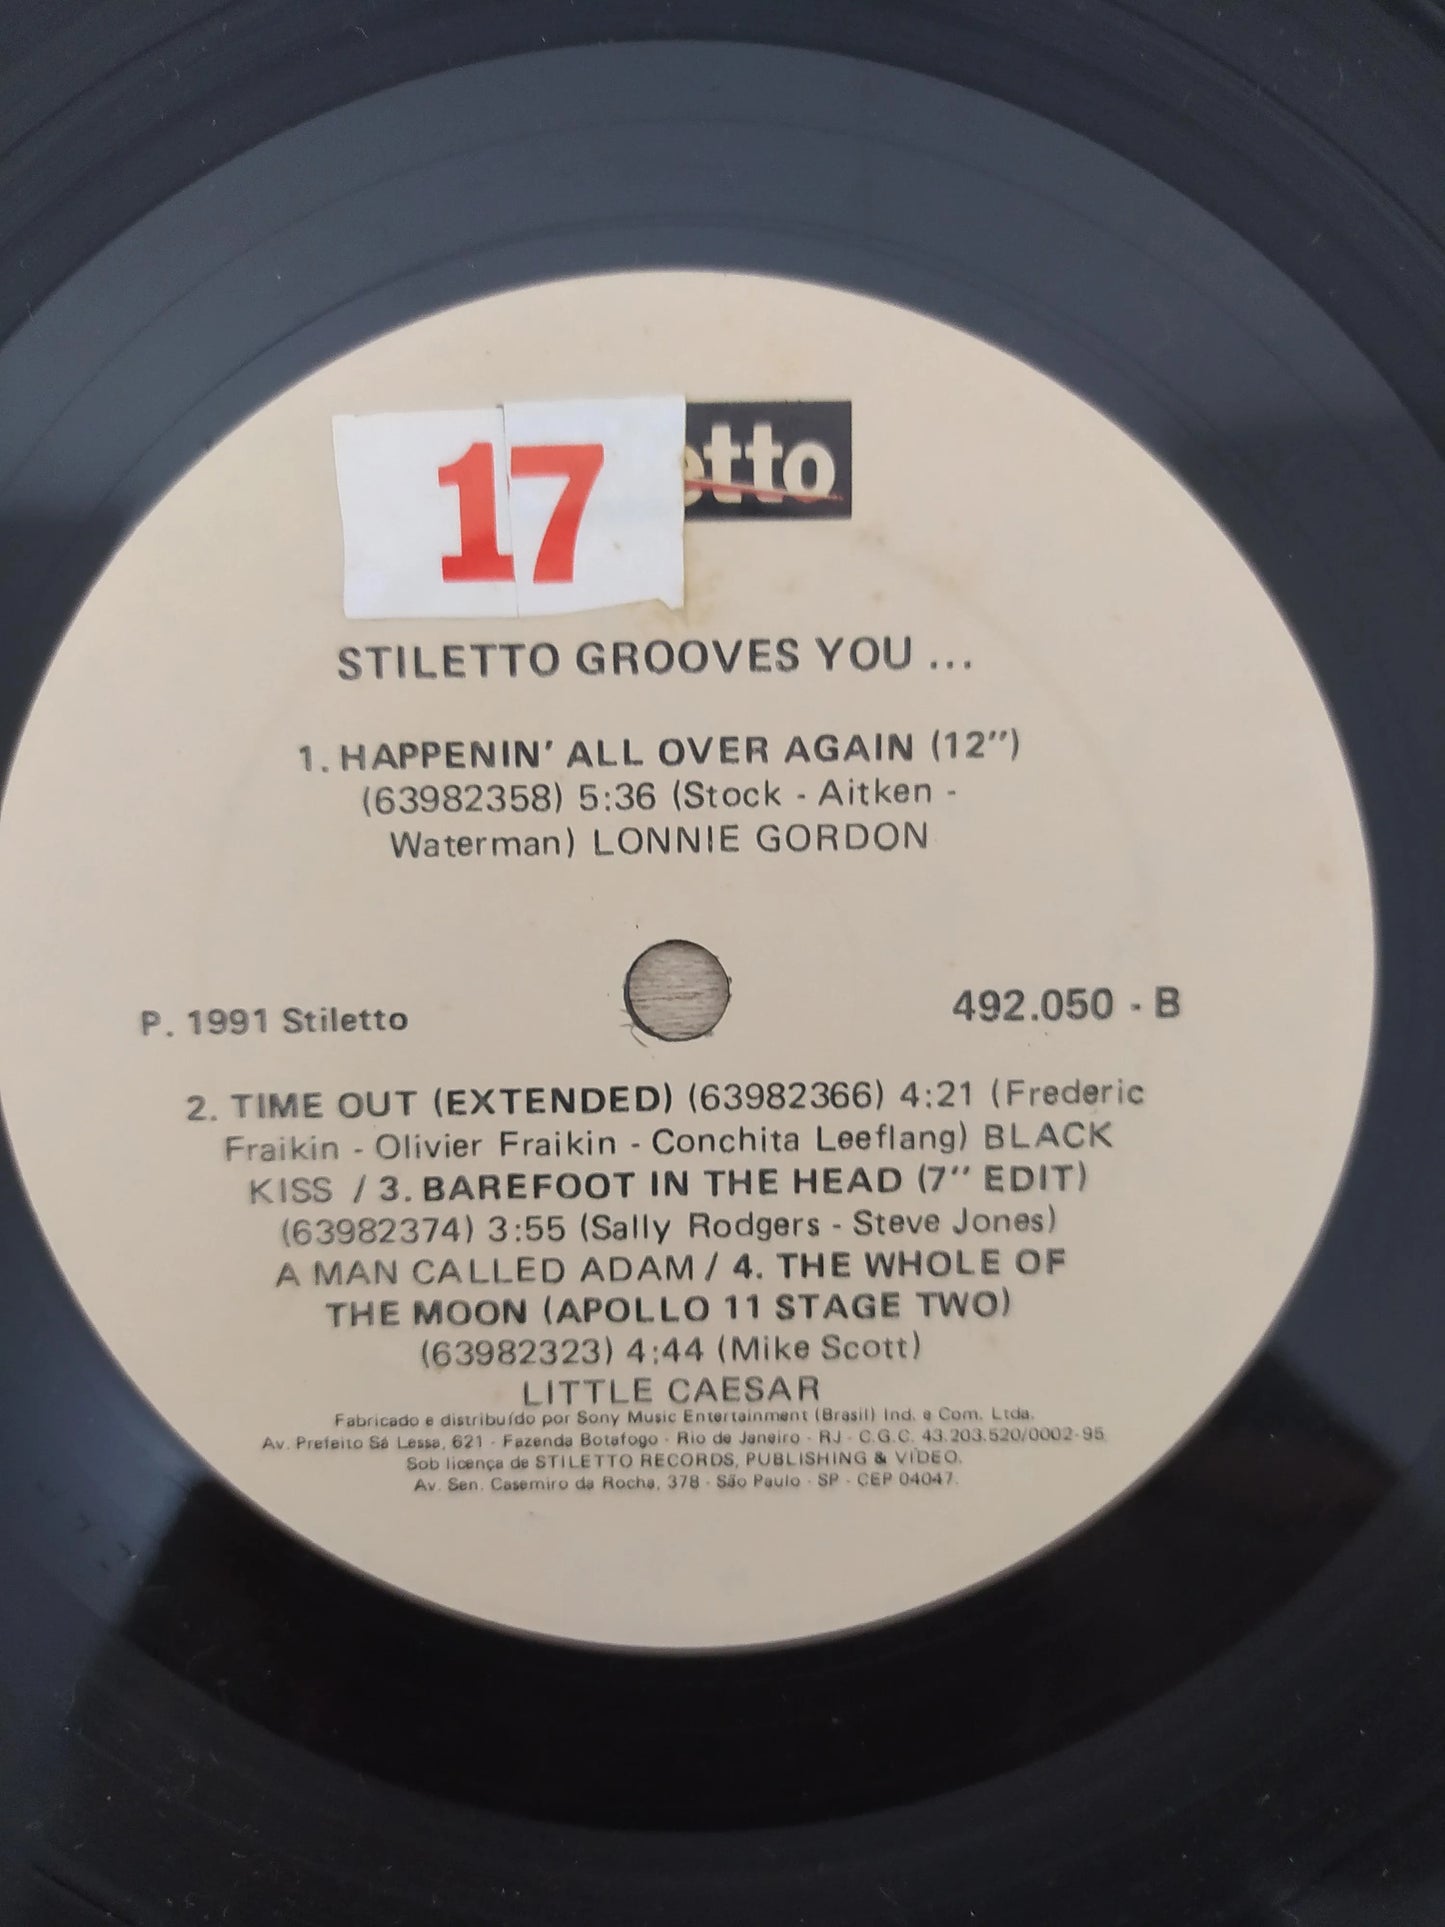 17
etto
STILETTO GROOVES YOU ...
1. HAPPENIN' ALL OVER AGAIN (12")
(63982358) 5:36 (Stock - Aitken -
Waterman) LONNIE GORDON
P. 1991 Stiletto
492.050 - B
2. TIME OUT (EXTENDED) (63982366) 4:21 (Frederic
Fraikin - Olivier Fraikin - Conchita Leeflang) BLACK
KISS / 3. BAREFOOT IN THE HEAD (7" EDIT)
(63982374) 3:55 (Sally Rodgers - Steve Jones)
A MAN CALLED ADAM / 4. THE WHOLE OF
THE MOON (APOLLO 11 STAGE TWO)
(63982323) 4:44 (Mike Scott)
LITTLE CAESAR
Fabricado e distribuído por Sony Music Entertainment (Brasil) Ind. e Com. Ltda.
Av. Prefeito Sá Lessa, 621 - Fazenda Botafogo - Rio de Janeiro - RJ - C.G.C. 43.203.520/0002-95
Sob licença de STILETTO RECORDS, PUBLISHING & VÍDEO.
Av. Sen. Casemiro da Rocha, 378 - São Paulo - SP - CEP 04047.